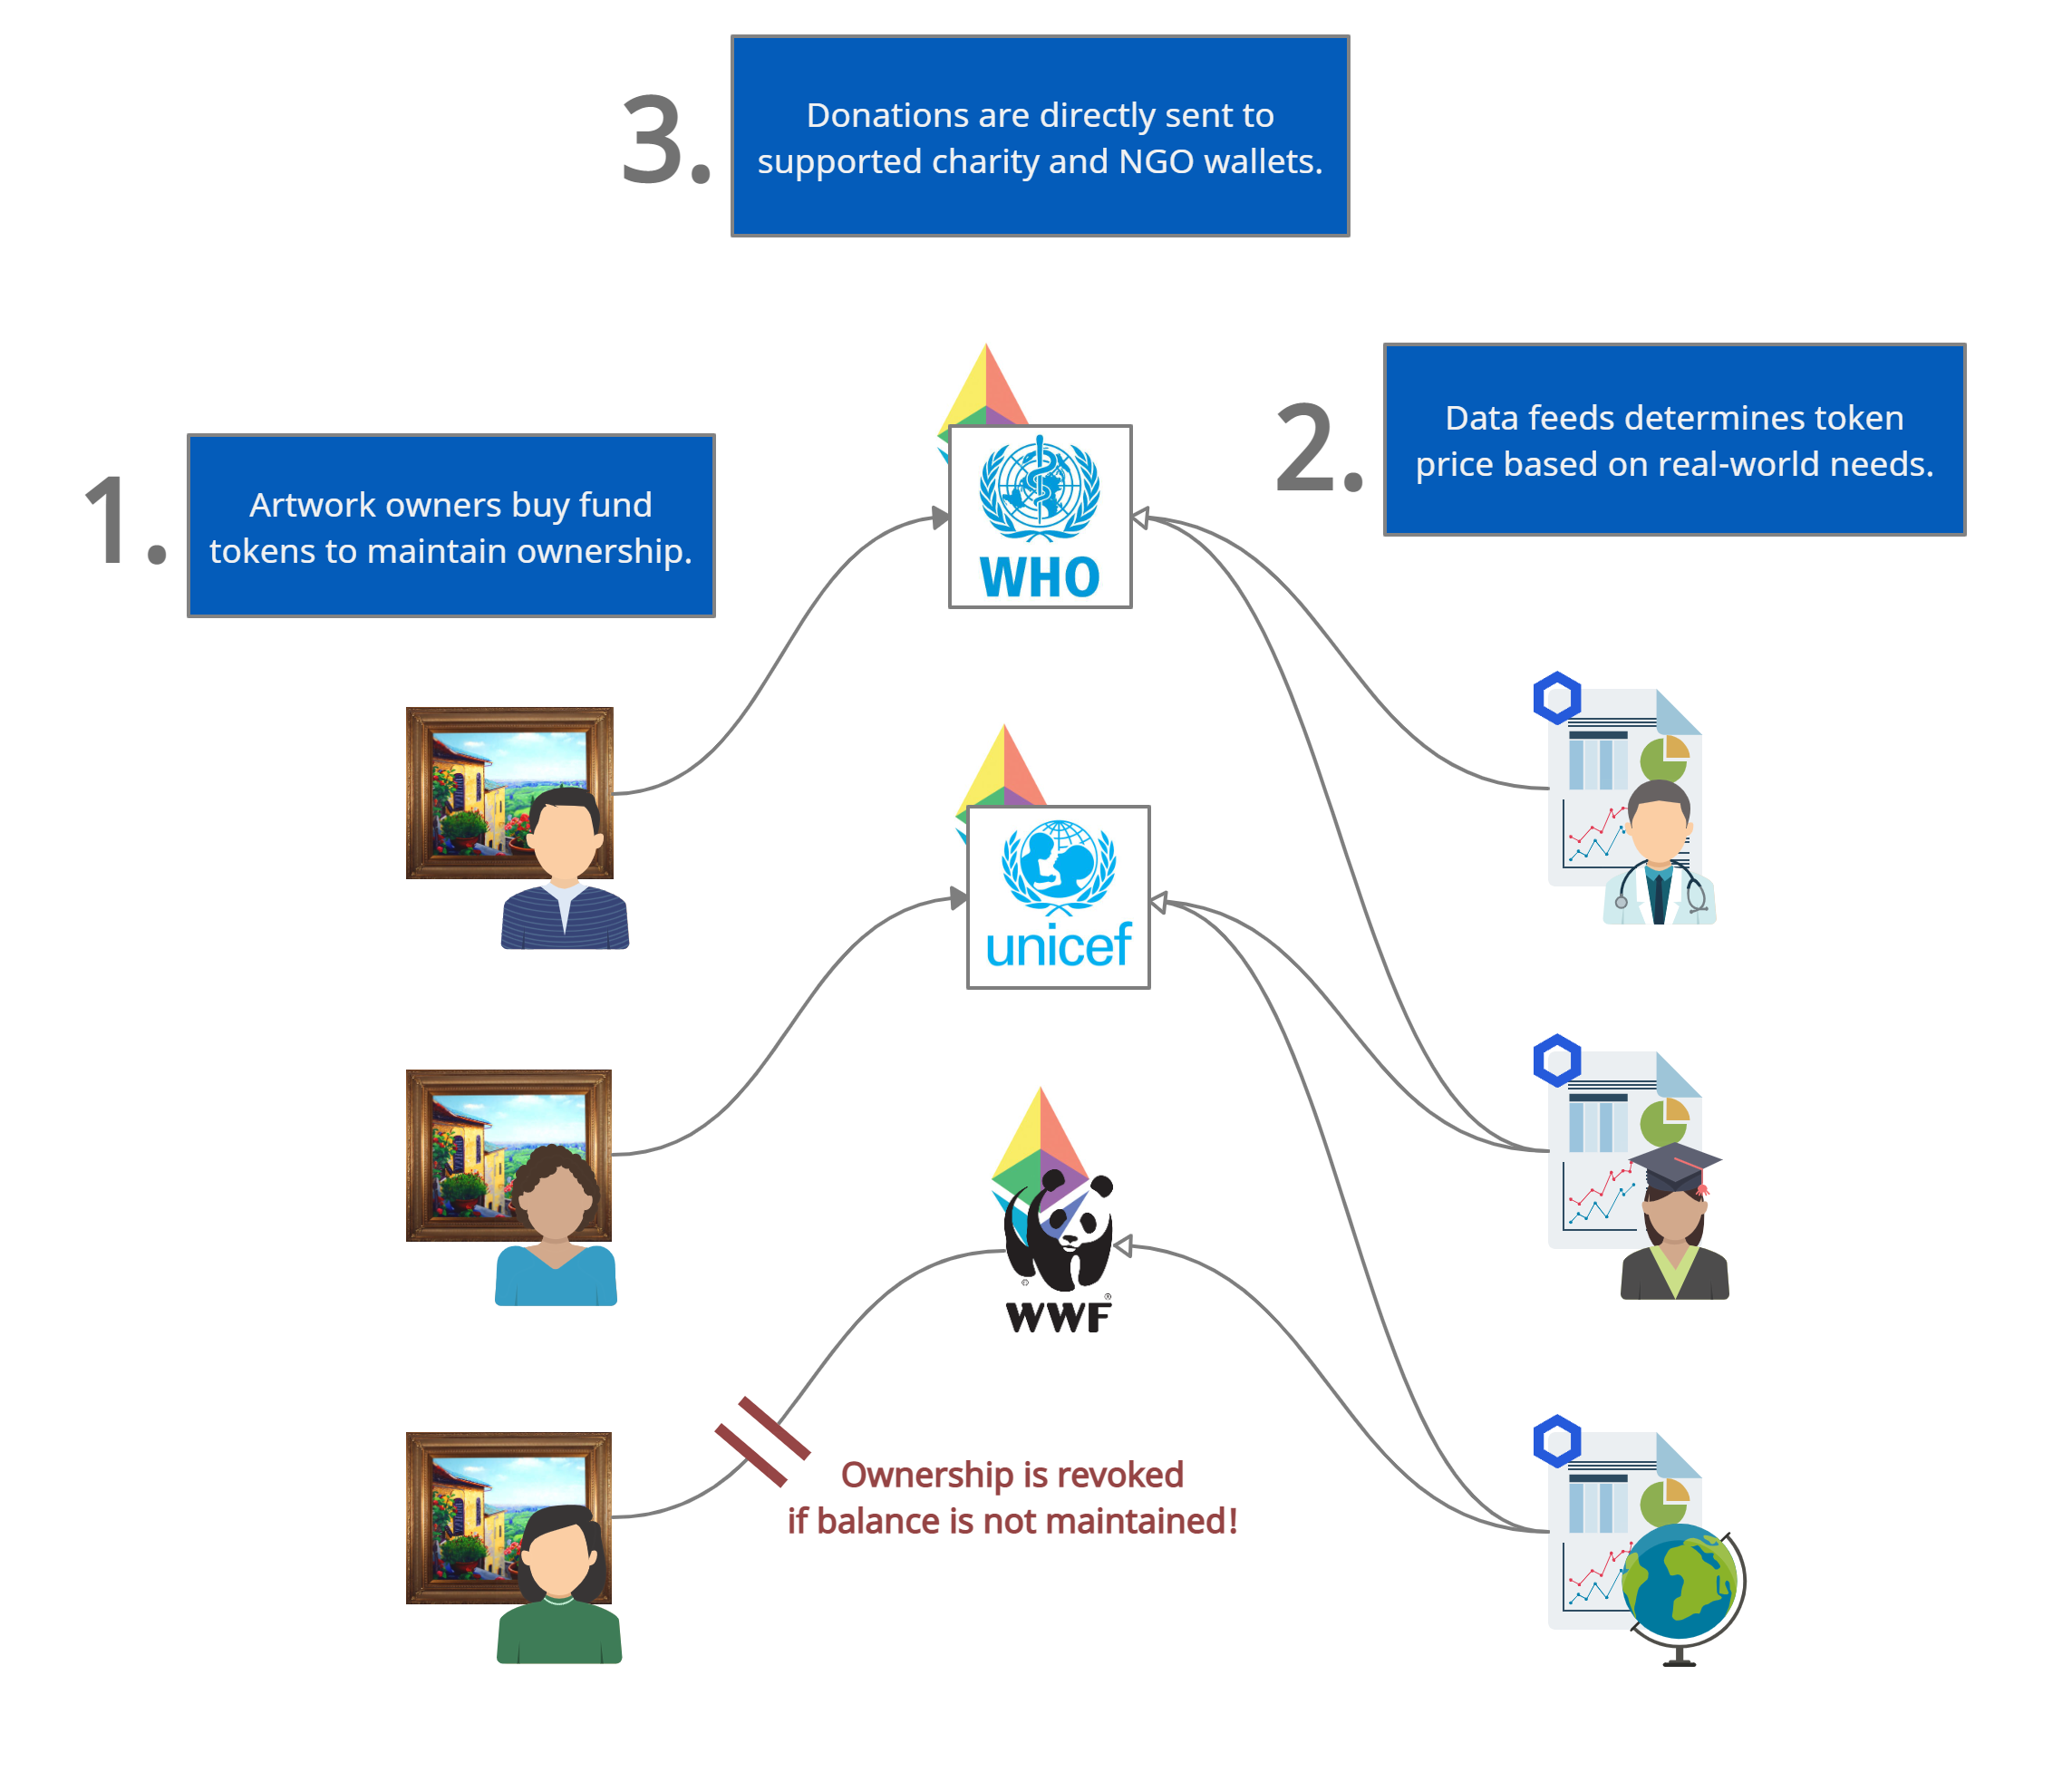 3.
Donations are directly sent to
supported charity and NGO wallets.
1.
Artwork owners buy fund
tokens to maintain ownership.
2.
Data feeds determines token
price based on real-world needs.
WHO
unicef
©
®
WWF
Ownership is revoked
if balance is not maintained!